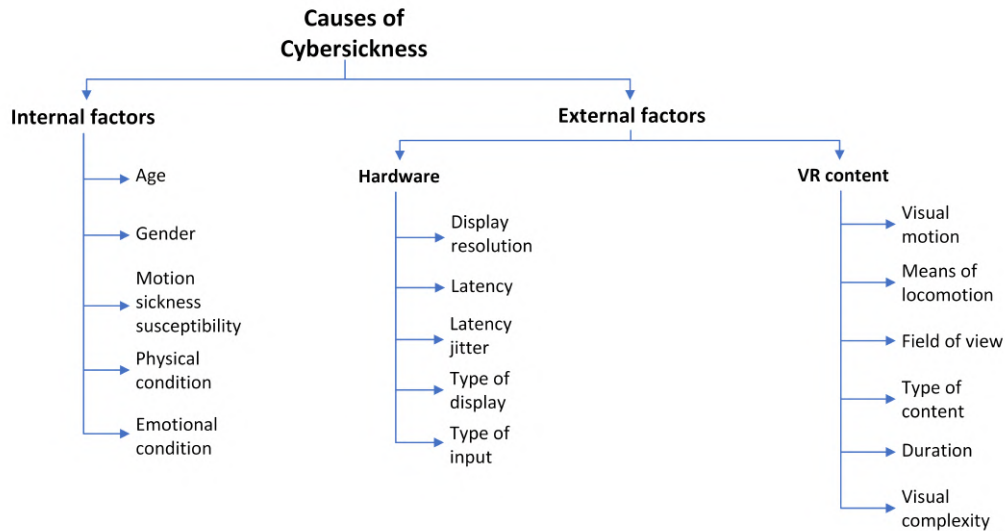 Causes of
Cybersickness
Internal factors
Age
Gender
Motion
sickness
susceptibility
Physical
condition
Emotional
condition
External factors
Hardware
Display
resolution
Latency
Latency
jitter
Type of
display
Type of
input
VR content
Visual
motion
Means of
locomotion
Field of view
Type of
content
Duration
Visual
complexity